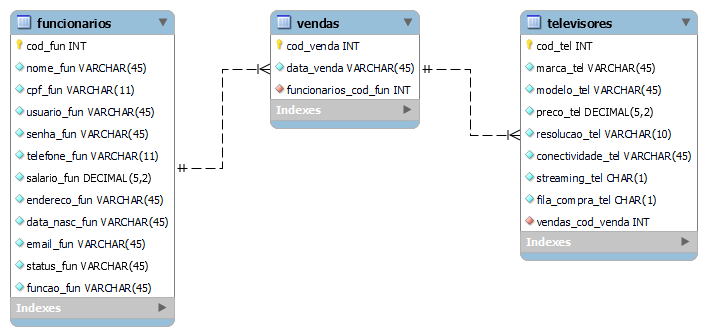 funcionarios
cod_fun INT
nome_fun VARCHAR(45)
cpf_fun VARCHAR(11)
usuario_fun VARCHAR(45)
senha_fun VARCHAR(45)
telefone_fun VARCHAR(11)
salario_fun DECIMAL(5,2)
endereco_fun VARCHAR(45)
data_nasc_fun VARCHAR(45)
email_fun VARCHAR(45)
status_fun VARCHAR(45)
funcao_fun VARCHAR(45)
Indexes
vendas
cod_venda INT
data_venda VARCHAR(45)
funcionarios_cod_fun INT
Indexes
televisores
cod_tel INT
marca_tel VARCHAR(45)
modelo_tel VARCHAR(45)
preco_tel DECIMAL(5,2)
resolucao_tel VARCHAR(10)
conectividade_tel VARCHAR(45)
streaming_tel CHAR(1)
fila_compra_tel CHAR(1)
vendas_cod_venda INT
Indexes